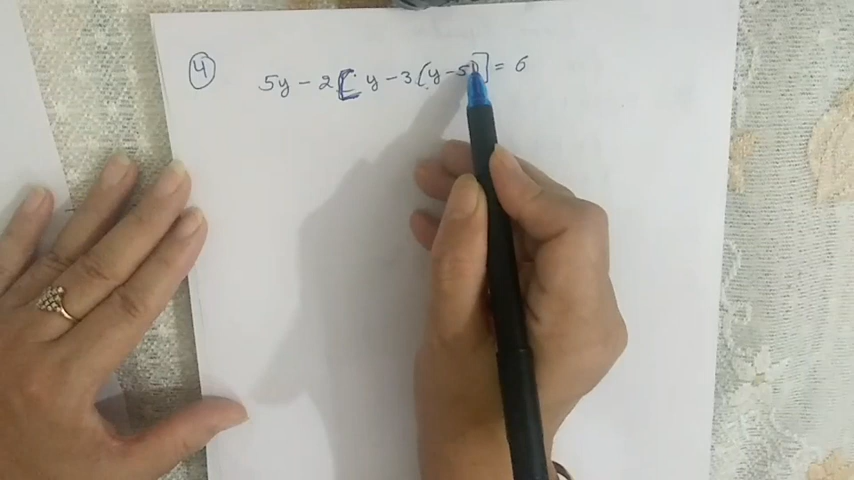 4 5y - 2 [ y - 3 (y - 5)] = 6